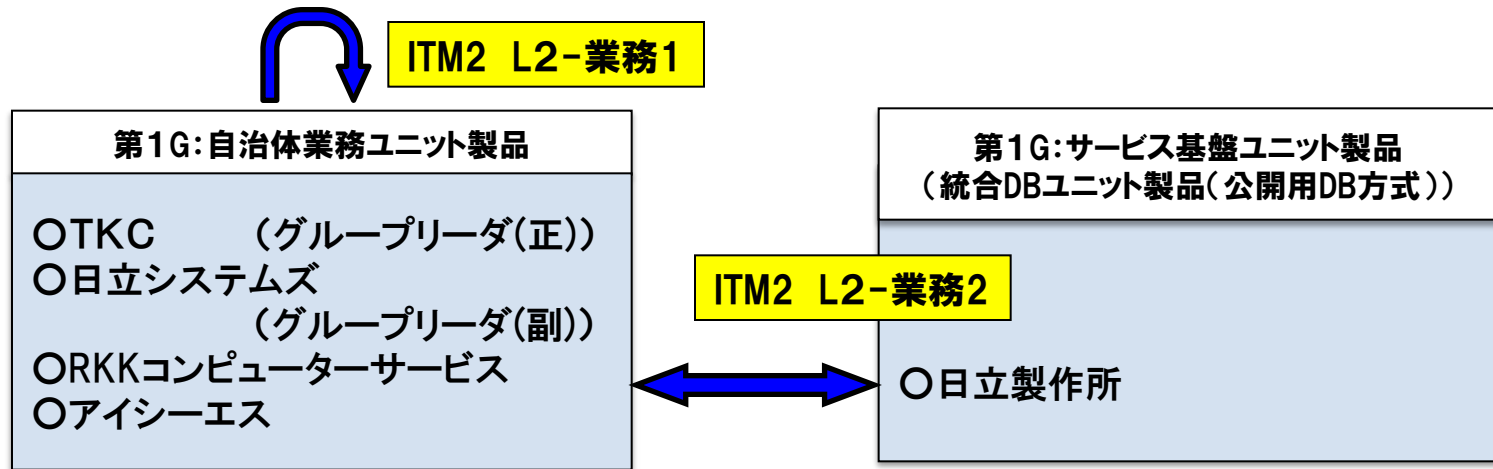 ITM2 L2-業務1
第1G:自治体業務ユニット製品
○TKC (グループリーダ(正))
○日立システムズ
(グループリーダ(副))
○RKKコンピューターサービス
○アイシーエス
ITM2 L2-業務2
第1G:サービス基盤ユニット製品
(統合DBユニット製品(公開用DB方式))
○日立製作所